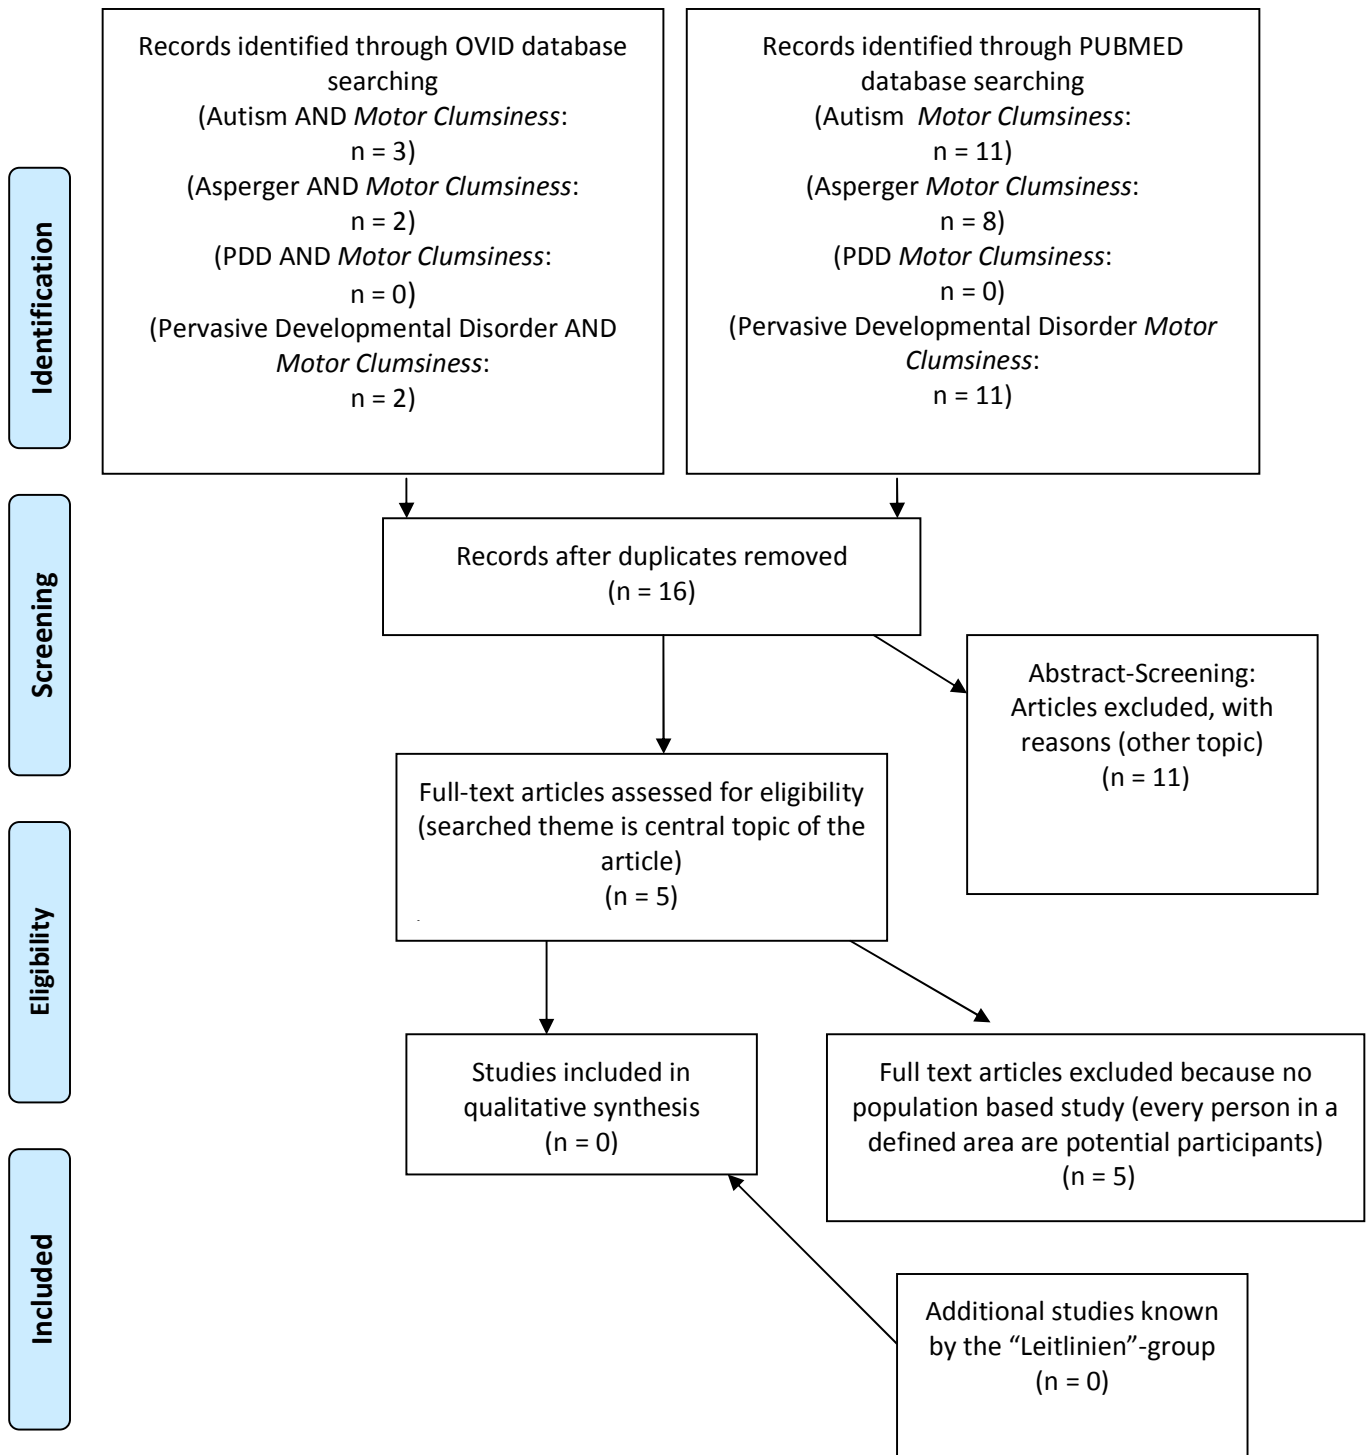 Records identified through OVID database
searching
(Autism AND Motor Clumsiness:
n = 3)
(Asperger AND Motor Clumsiness:
n = 2)
(PDD AND Motor Clumsiness:
n = 0)
(Pervasive Developmental Disorder AND
Motor Clumsiness:
n = 2)
Records identified through PUBMED
database searching
(Autism Motor Clumsiness:
n = 11)
(Asperger Motor Clumsiness:
n = 8)
(PDD Motor Clumsiness:
n = 0)
(Pervasive Developmental Disorder Motor
Clumsiness:
n = 11)
Identification
Records after duplicates removed
(n = 16)
Screening
Abstract-Screening:
Articles excluded, with
reasons (other topic)
(n = 11)
Full-text articles assessed for eligibility
(searched theme is central topic of the
article)
(n = 5)
Eligibility
Studies included in
qualitative synthesis
(n = 0)
Full text articles excluded because no
population based study (every person in a
defined area are potential participants)
(n = 5)
Included
Additional studies known
by the “Leitlinien”-group
(n = 0)